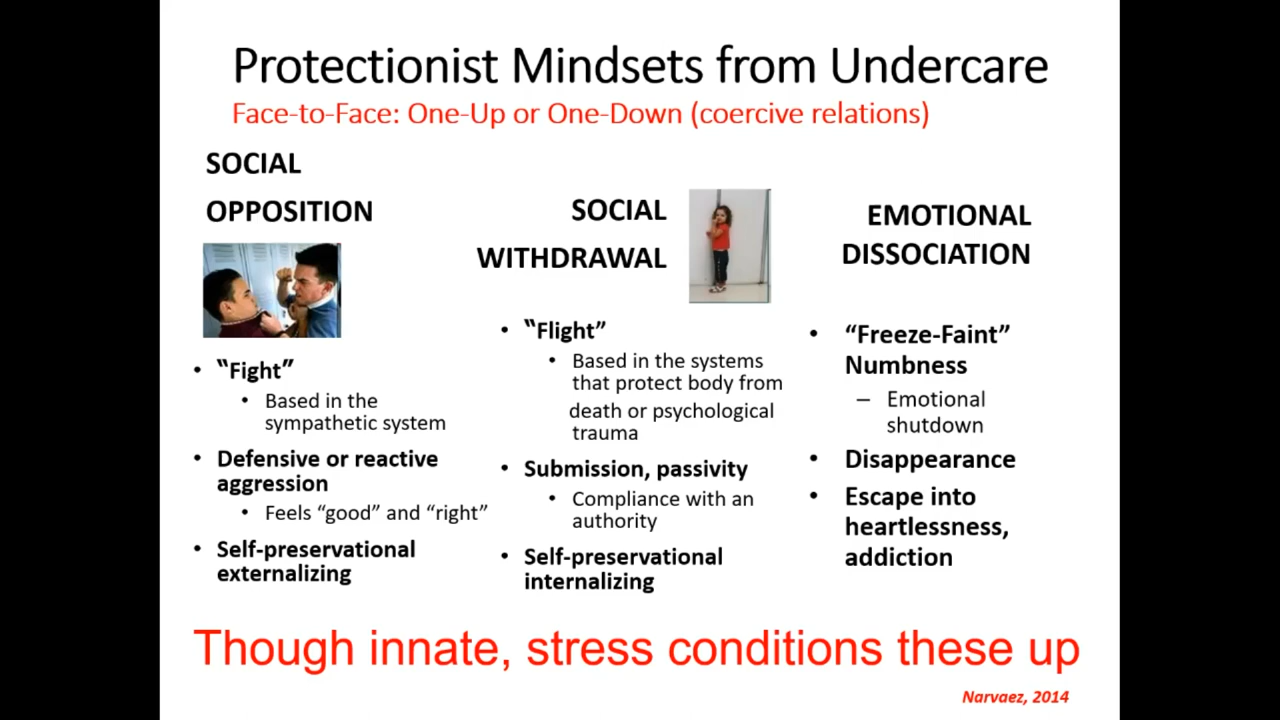 Protectionist Mindsets from Undercare
Face-to-Face: One-Up or One-Down (coercive relations)
SOCIAL
OPPOSITION
• “Fight”
• Based in the
sympathetic system
• Defensive or reactive
aggression
• Feels “good” and “right”
• Self-preservational
externalizing
SOCIAL
WITHDRAWAL
• “Flight”
• Based in the systems
that protect body from
death or psychological
trauma
• Submission, passivity
• Compliance with an
authority
• Self-preservational
internalizing
EMOTIONAL
DISSOCIATION
• “Freeze-Faint”
Numbness
– Emotional
shutdown
• Disappearance
• Escape into
heartlessness,
addiction
Though innate, stress conditions these up
Narvaez, 2014